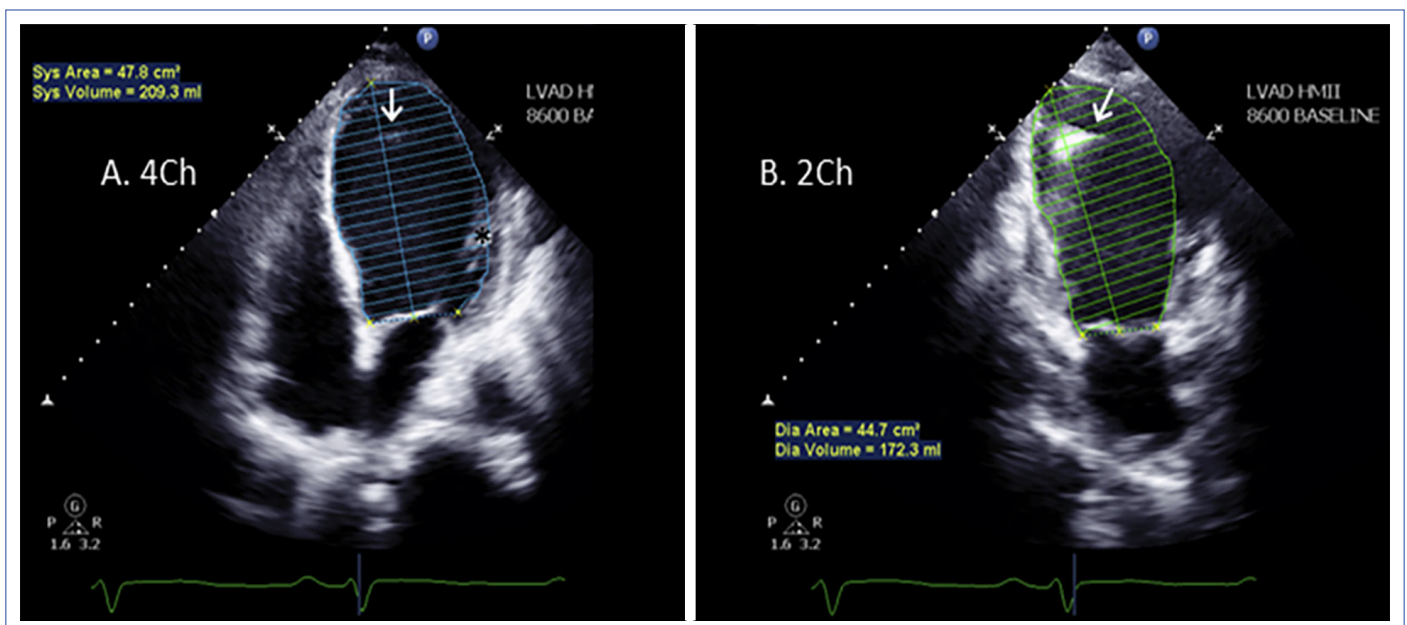 Sys Area = 47.8 cm²
Sys Volume = 209.3 ml
P
LVAD HM
8600 BA
A. 4Ch
*
G
P R
1.6 3.2
P
LVAD HMII
8600 BASELINE
B. 2Ch
Dia Area = 44.7 cm²
Dia Volume = 172.3 ml
G
P R
1.6 3.2